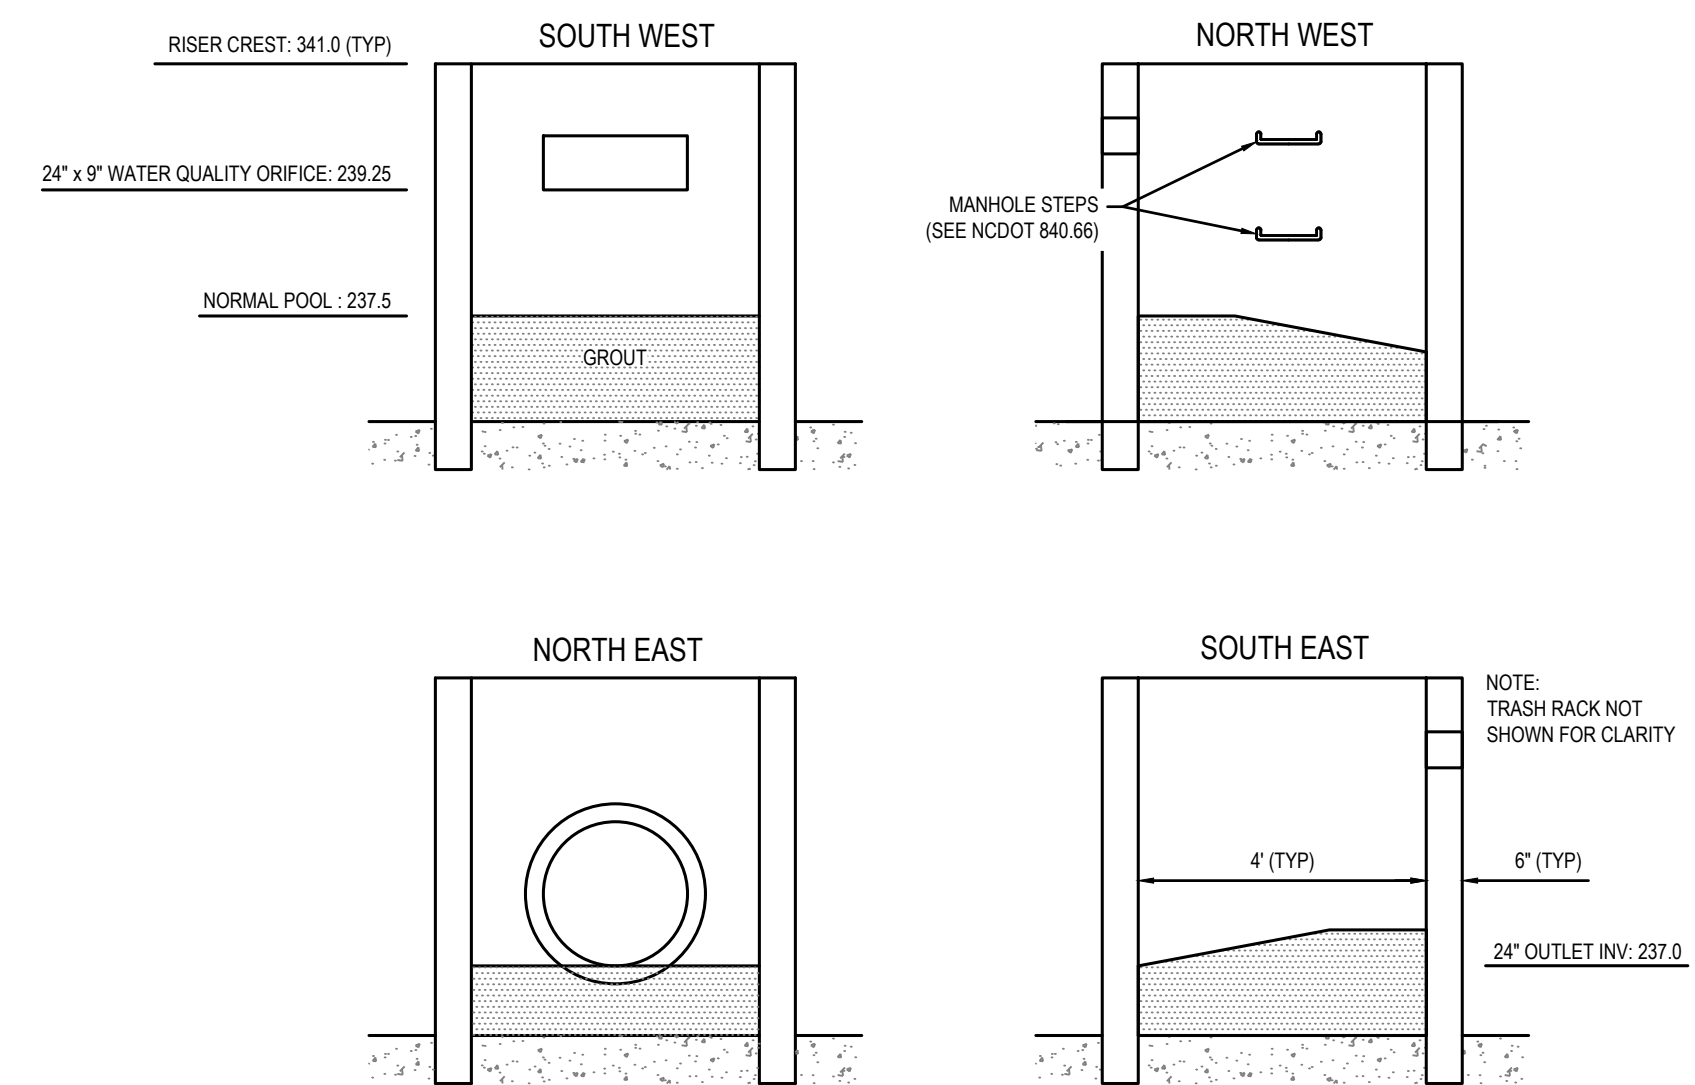 SOUTH WEST
RISER CREST: 341.0 (TYP)
24" x 9" WATER QUALITY ORIFICE: 239.25
NORMAL POOL : 237.5
GROUT
NORTH WEST
MANHOLE STEPS
(SEE NCDOT 840.66)
NORTH EAST
SOUTH EAST
NOTE:
TRASH RACK NOT
SHOWN FOR CLARITY
4' (TYP)
6" (TYP)
24" OUTLET INV: 237.0